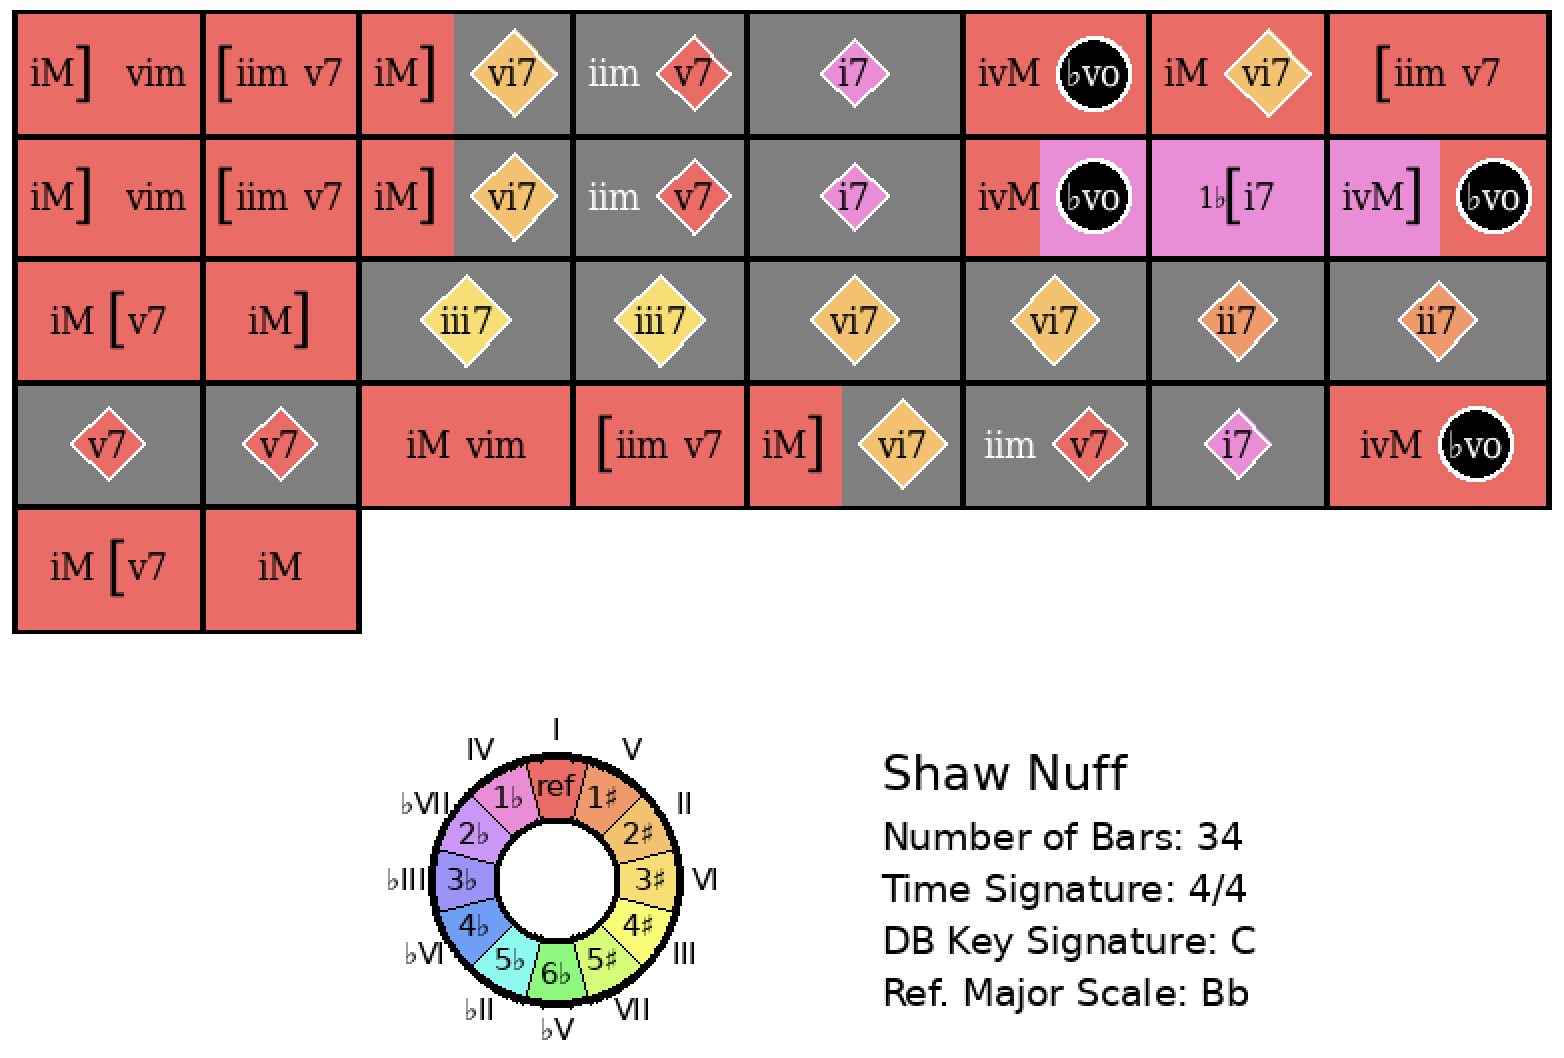 iM] vim [iim v7 iM] vi7 iim v7 i7 ivM ♭vo iM vi7 [iim v7
iM] vim [iim v7 iM] vi7 iim v7 i7 ivM ♭vo 1♭[i7 ivM] ♭vo
iM [v7 iM] iii7 iii7 vi7 vi7 ii7 ii7
v7 v7 iM vim [iim v7 iM] vi7 iim v7 i7 ivM ♭vo
iM [v7 iM
I
IV V
♭VII II
♭III VI
♭VI III
♭II VII
♭V
ref
1♭ 1♯
2♭ 2♯
3♭ 3♯
4♭ 4♯
5♭ 5♯
6♭
Shaw Nuff
Number of Bars: 34
Time Signature: 4/4
DB Key Signature: C
Ref. Major Scale: Bb